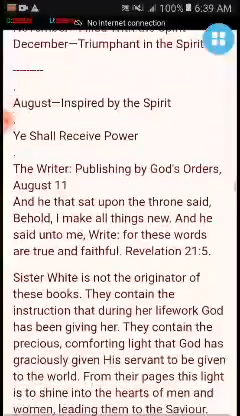 100% 6:39 AM
No Internet connection
November—Filled with the Spirit
December—Triumphant in the Spirit
---------
.
August—Inspired by the Spirit
.
Ye Shall Receive Power
.
The Writer: Publishing by God's Orders,
August 11
And he that sat upon the throne said,
Behold, I make all things new. And he
said unto me, Write: for these words
are true and faithful. Revelation 21:5.
Sister White is not the originator of
these books. They contain the
instruction that during her lifework God
has been giving her. They contain the
precious, comforting light that God has
graciously given His servant to be given
to the world. From their pages this light
is to shine into the hearts of men and
women, leading them to the Saviour.